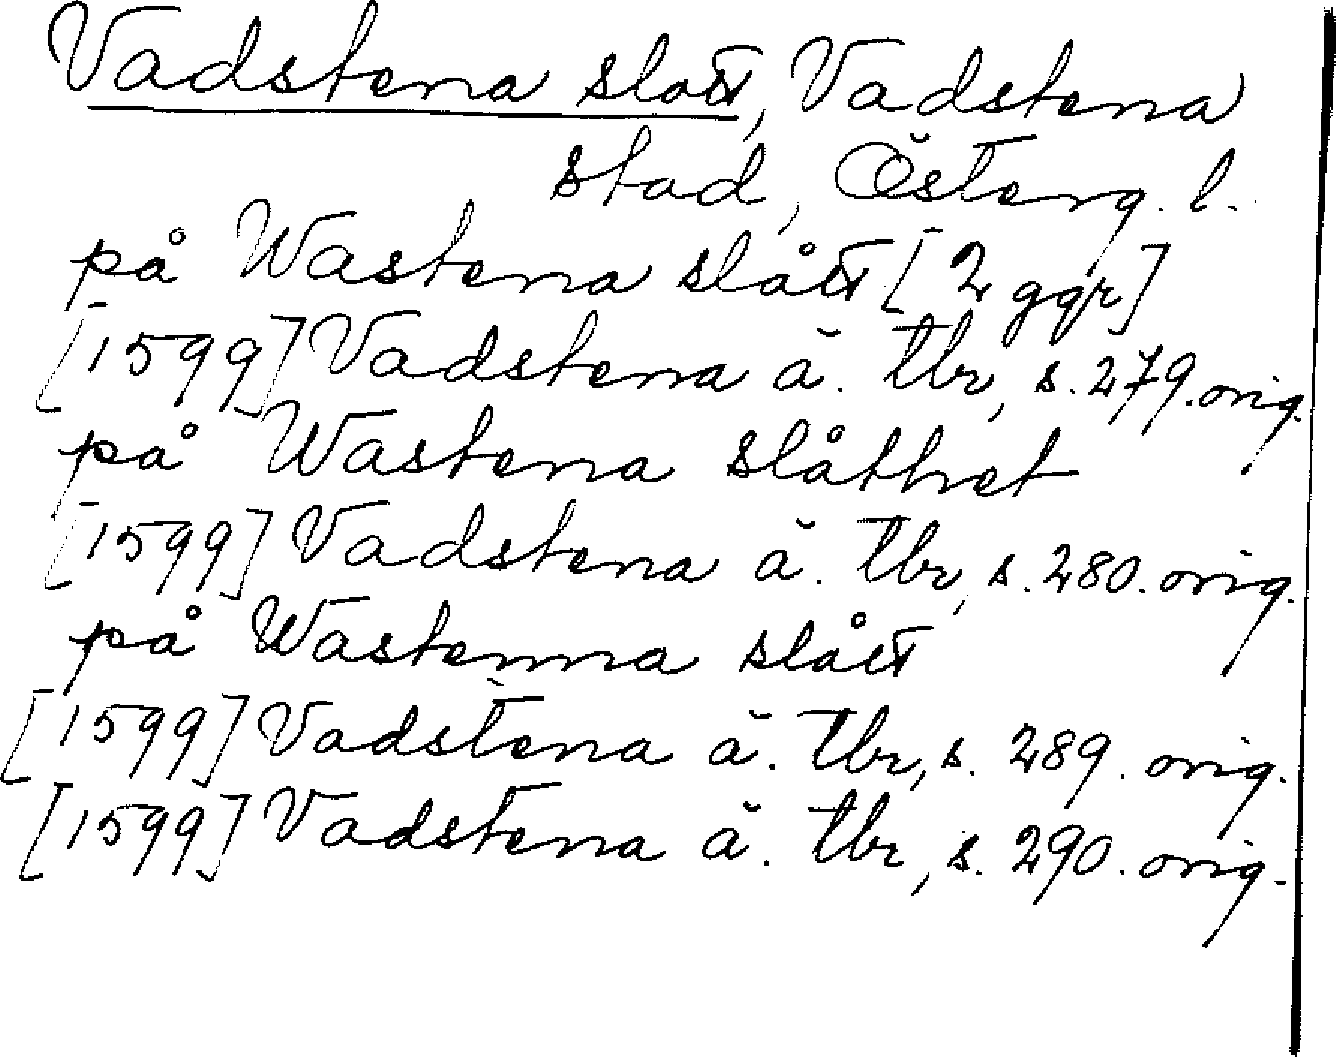 Vadstena slott, Vadstena
stad, Österg. l.
på Wastena slått [2 ggr]
[1599] Vadstena ä. tbr, s. 279. orig.
på Wastena slåthet
[1599] Vadstena ä. tbr, s. 280. orig.
på Wastenna slått
[1599] Vadstena ä. tbr, s. 289. orig.
[1599] Vadstena ä. tbr, s. 290. orig.